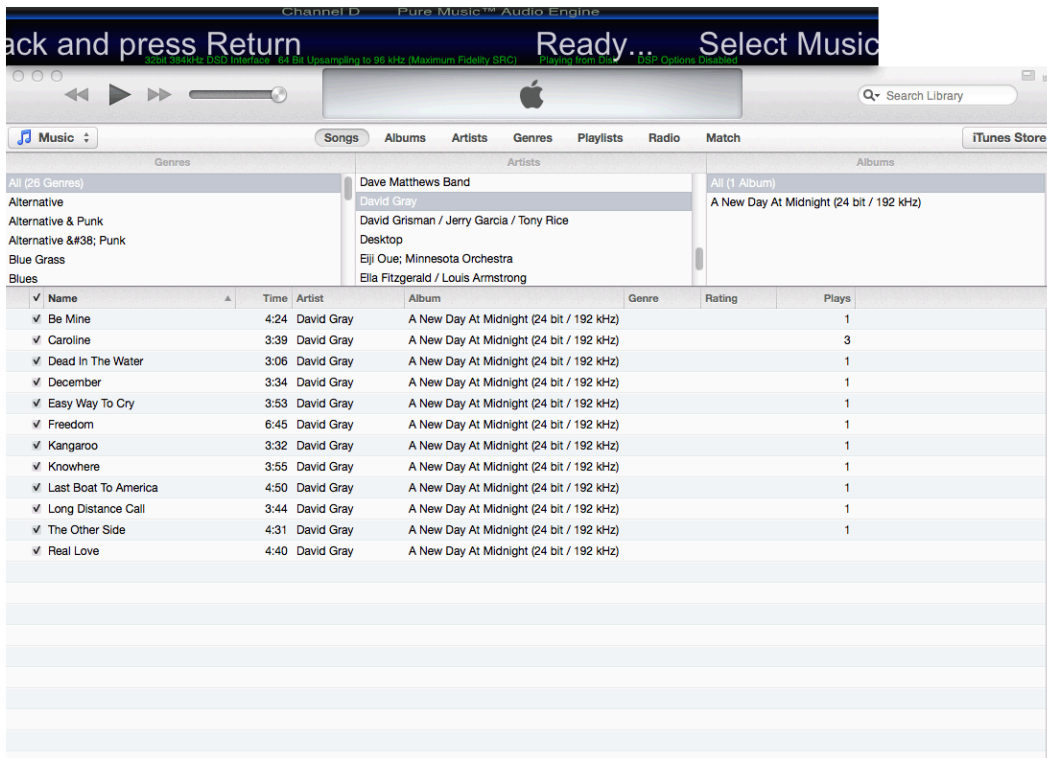 Channel D Pure Music™ Audio Engine
ack and press Return Ready... Select Music
32bit 384kHz DSD Interface 64 Bit Upsampling to 96 kHz (Maximum Fidelity SRC) Playing from Disk DSP Options Disabled
Search Library
Music Songs Albums Artists Genres Playlists Radio Match iTunes Store
Genres Artists Albums
All (26 Genres) Dave Matthews Band All (1 Album)
Alternative David Gray A New Day At Midnight (24 bit / 192 kHz)
Alternative & Punk David Grisman / Jerry Garcia / Tony Rice
Alternative &#38; Punk Desktop
Blue Grass Eiji Oue; Minnesota Orchestra
Blues Ella Fitzgerald / Louis Armstrong
✓ Name Time Artist Album Genre Rating Plays
✓ Be Mine 4:24 David Gray A New Day At Midnight (24 bit / 192 kHz) 1
✓ Caroline 3:39 David Gray A New Day At Midnight (24 bit / 192 kHz) 3
✓ Dead In The Water 3:06 David Gray A New Day At Midnight (24 bit / 192 kHz) 1
✓ December 3:34 David Gray A New Day At Midnight (24 bit / 192 kHz) 1
✓ Easy Way To Cry 3:53 David Gray A New Day At Midnight (24 bit / 192 kHz) 1
✓ Freedom 6:45 David Gray A New Day At Midnight (24 bit / 192 kHz) 1
✓ Kangaroo 3:32 David Gray A New Day At Midnight (24 bit / 192 kHz) 1
✓ Knowhere 3:55 David Gray A New Day At Midnight (24 bit / 192 kHz) 1
✓ Last Boat To America 4:50 David Gray A New Day At Midnight (24 bit / 192 kHz) 1
✓ Long Distance Call 3:44 David Gray A New Day At Midnight (24 bit / 192 kHz) 1
✓ The Other Side 4:31 David Gray A New Day At Midnight (24 bit / 192 kHz) 1
✓ Real Love 4:40 David Gray A New Day At Midnight (24 bit / 192 kHz)